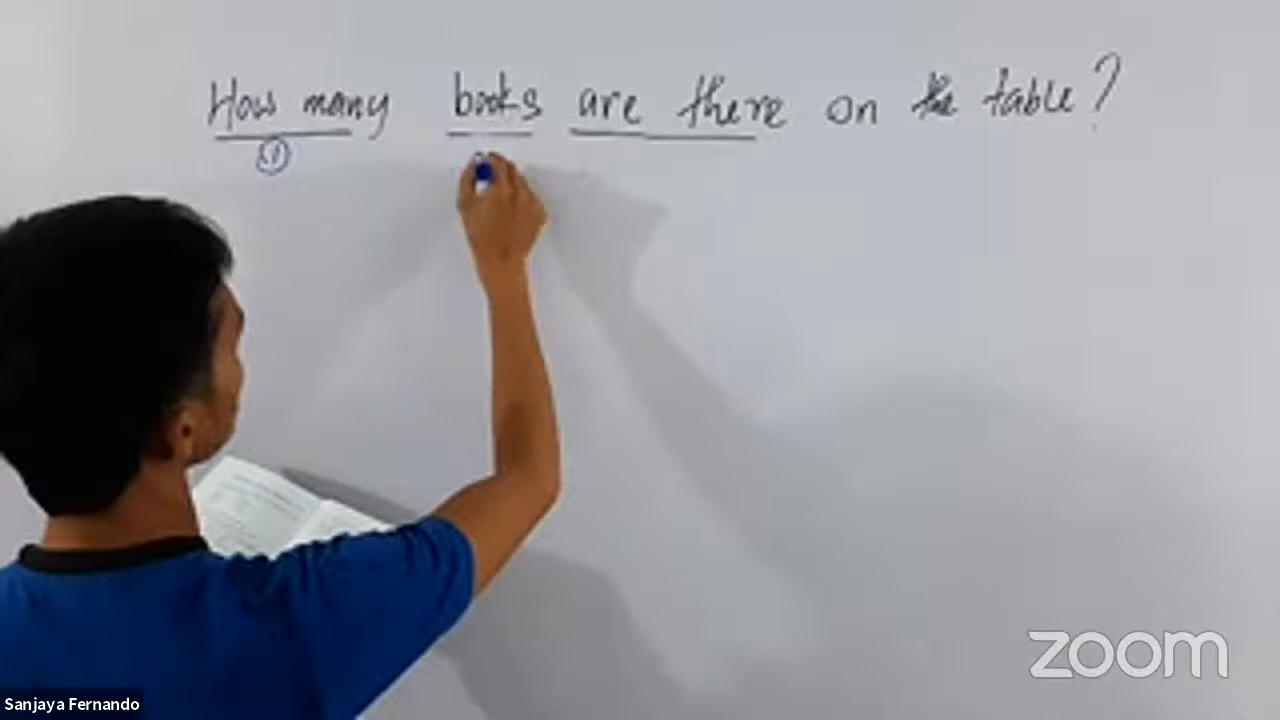 How many books are there on the table?
①
zoom
Sanjaya Fernando